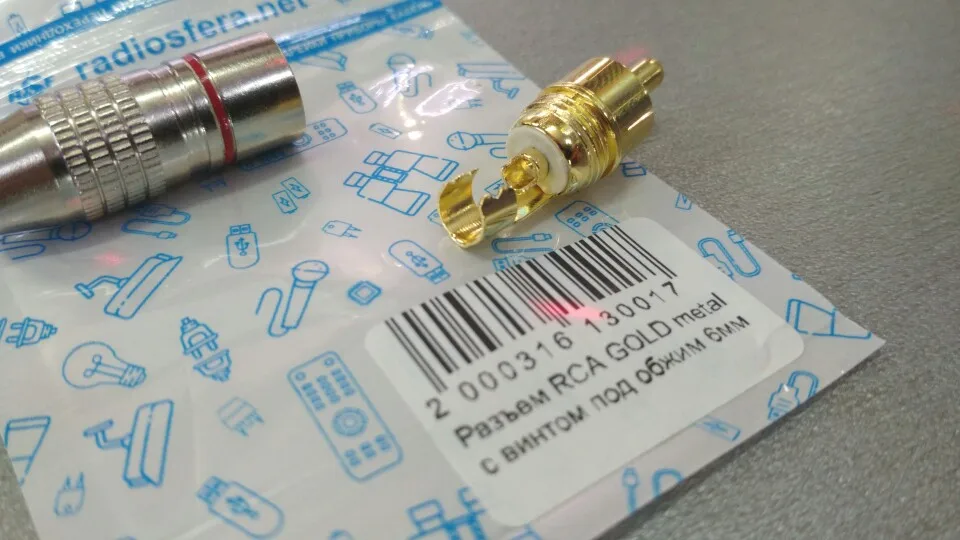 radiosfera.net
2 000316 130017
Разъем RCA GOLD metal
с винтом под обжим 6мм